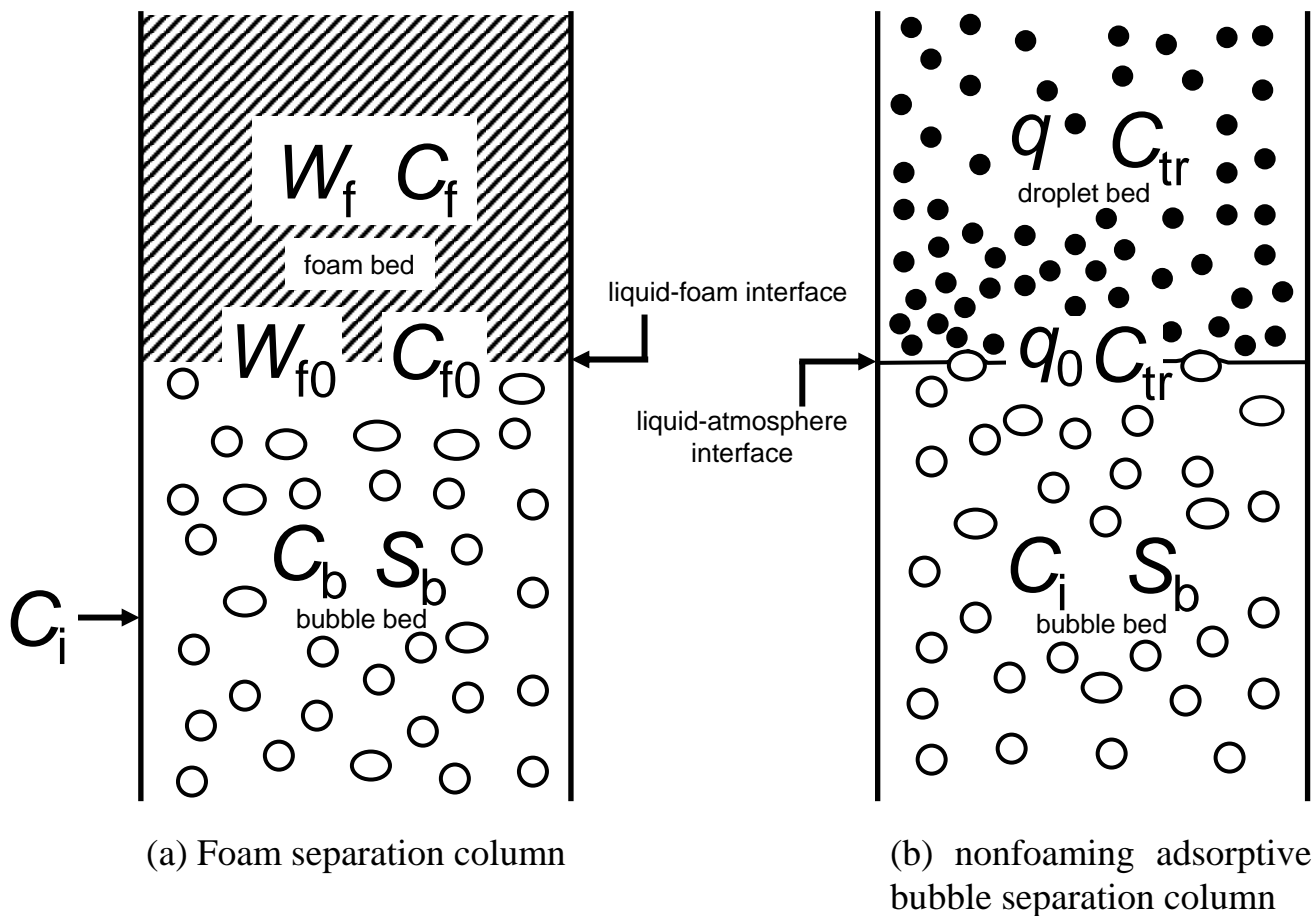 W_f C_f
foam bed
W_f0 C_f0
C_b S_b
bubble bed
C_i
liquid-foam interface
liquid-atmosphere
interface
q C_tr
droplet bed
q_0 C_tr
C_i S_b
bubble bed
(a) Foam separation column
(b) nonfoaming adsorptive
bubble separation column